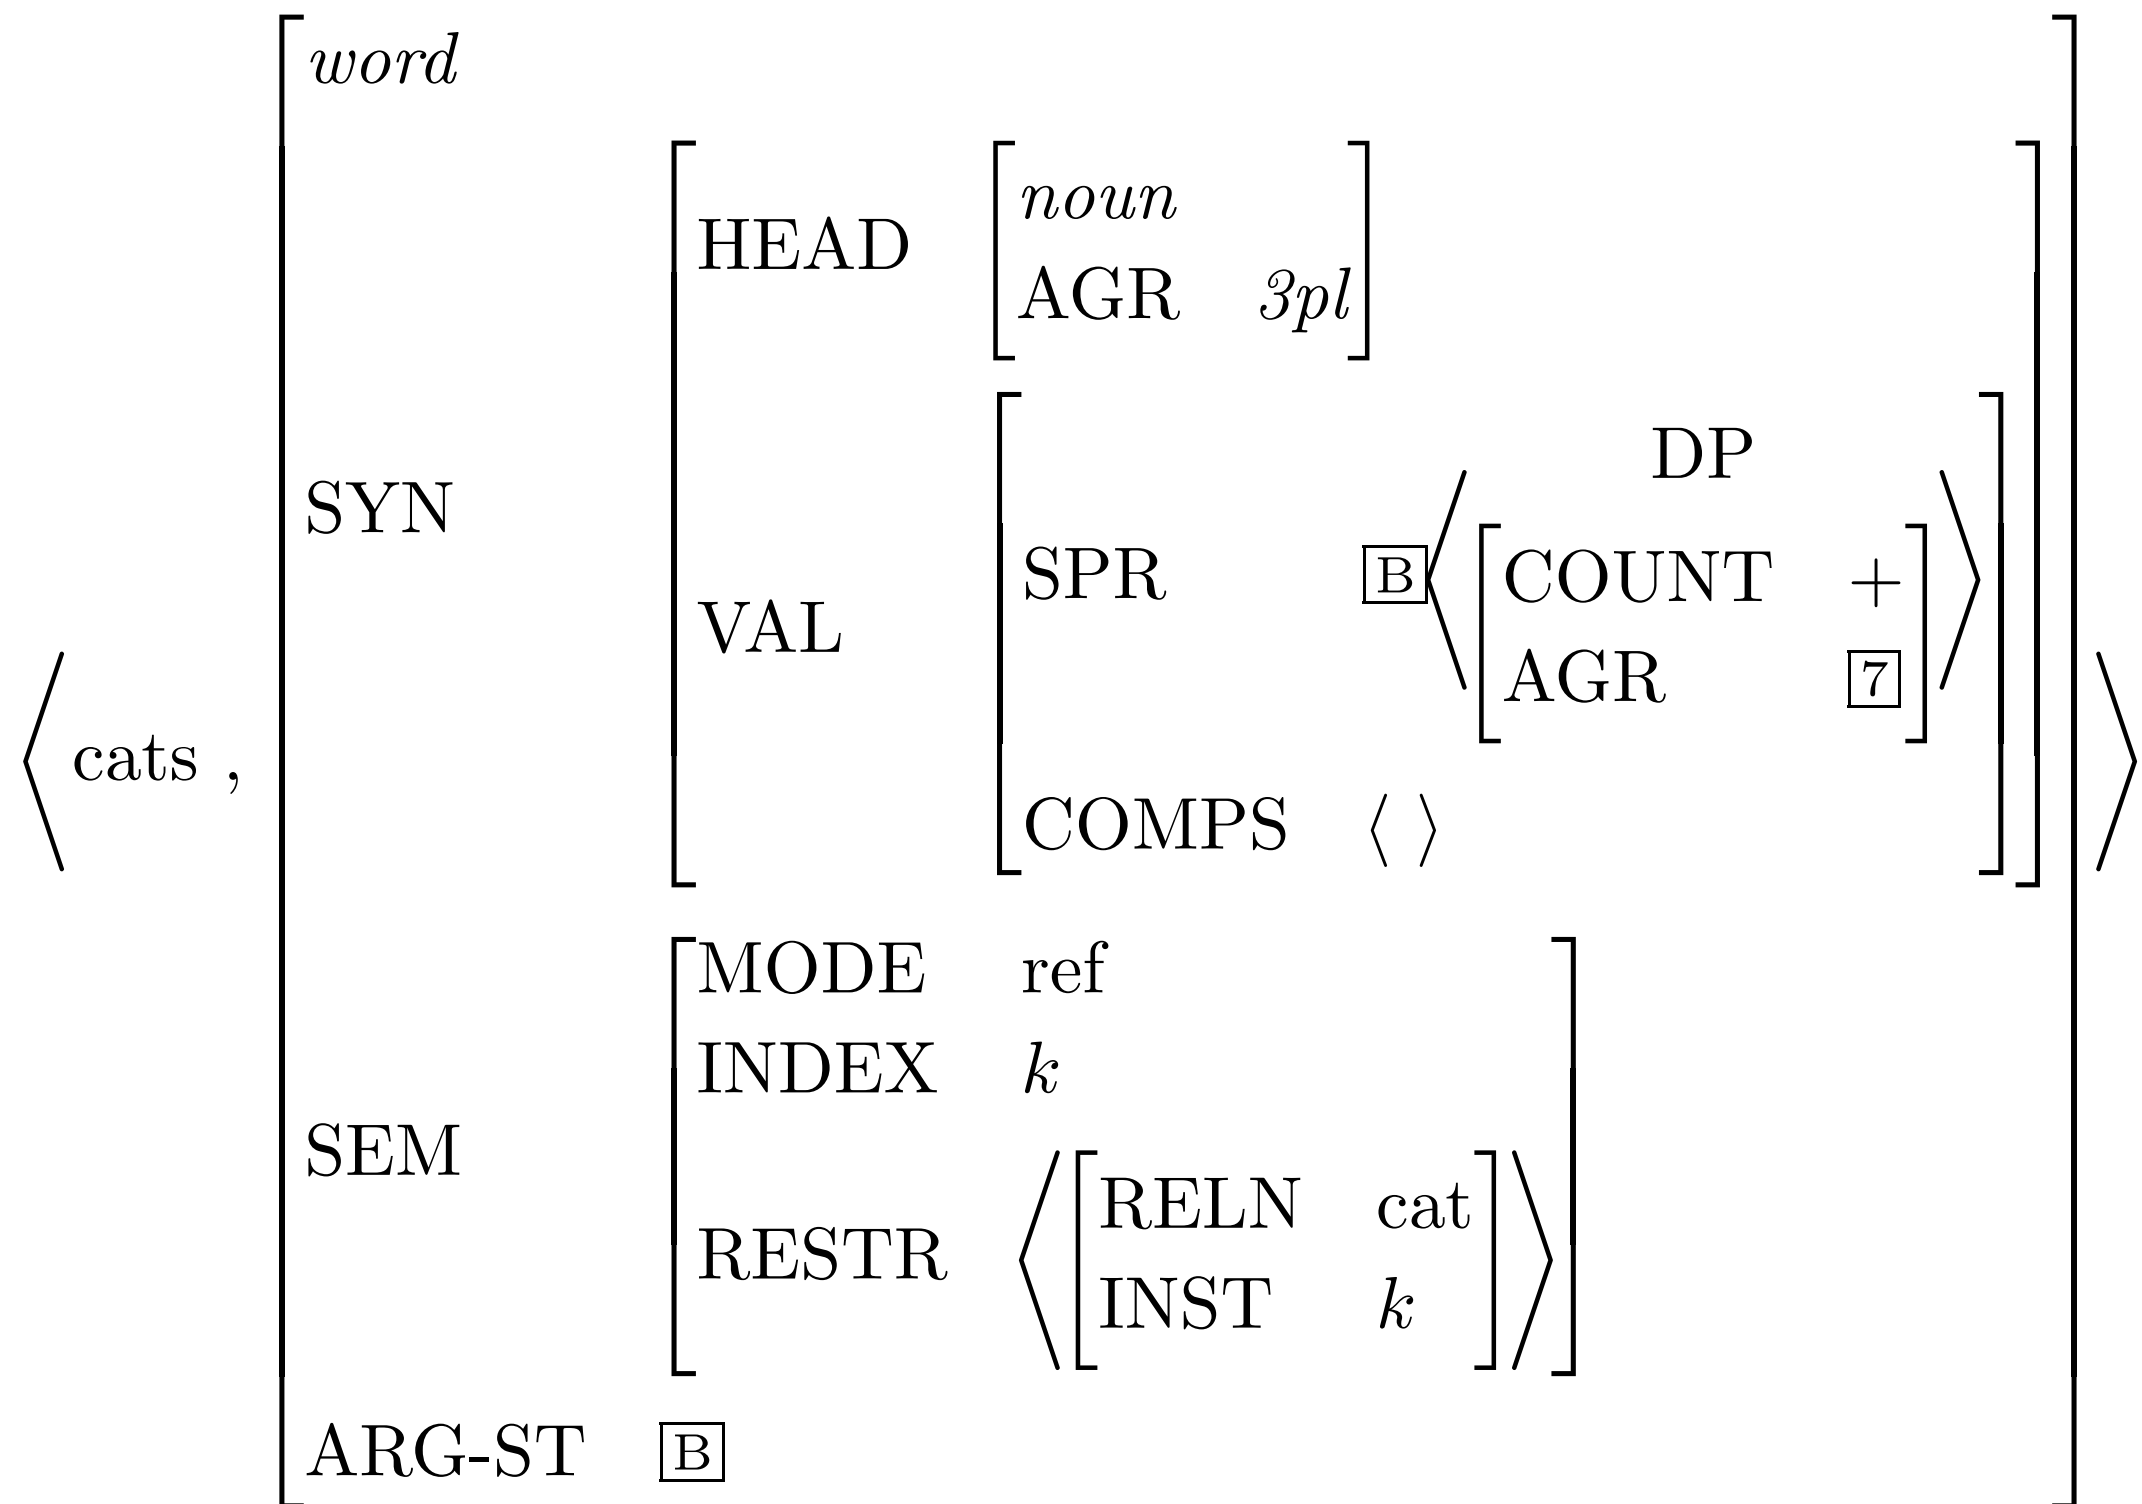 word
HEAD [noun
AGR 3pl]
SYN
VAL
SPR B⟨DP
[COUNT +
AGR 7]⟩
COMPS ⟨ ⟩
⟨cats ,
SEM
MODE ref
INDEX k
RESTR ⟨[RELN cat
INST k]⟩
ARG-ST B